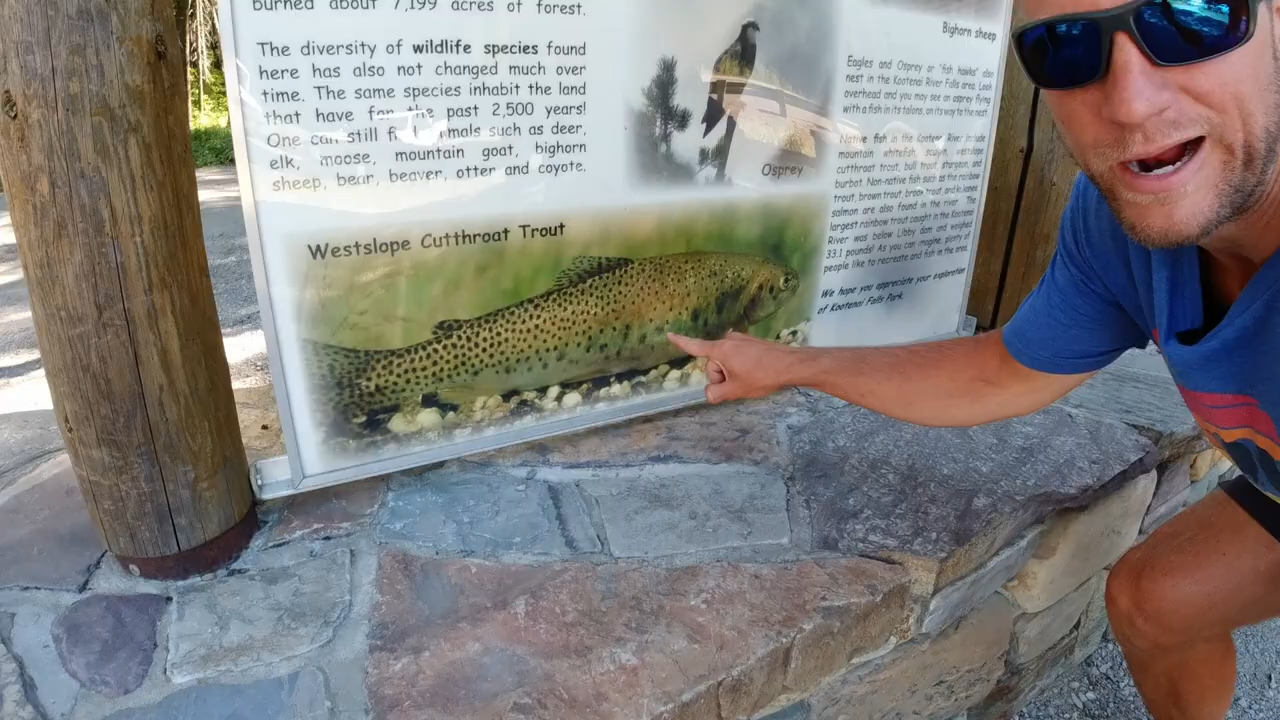 burned about 7,199 acres of forest.
The diversity of wildlife species found
here has also not changed much over
time. The same species inhabit the land
that have for the past 2,500 years!
One can still fi mals such as deer,
elk, moose, mountain goat, bighorn
sheep, bear, beaver, otter and coyote.
Westslope Cutthroat Trout
Osprey
Bighorn sheep
Eagles and Osprey or "fish hawks" also
nest in the Kootenai River Falls area. Look
overhead and you may see an osprey flying
with a fish in its talons, on its way to the nest.
Native fish in the Kootenai River include
mountain whitefish, sculpin, westslope
cutthroat trout, bull trout, sturgeon, and
burbot. Non-native fish such as the rainbow
trout, brown trout, brook trout, and kokanee
salmon are also found in the river. The
largest rainbow trout caught in the Kootenai
River was below Libby dam and weighed
33.1 pounds! As you can imagine, plenty of
people like to recreate and fish in the area.
We hope you appreciate your exploration
of Kootenai Falls Park.